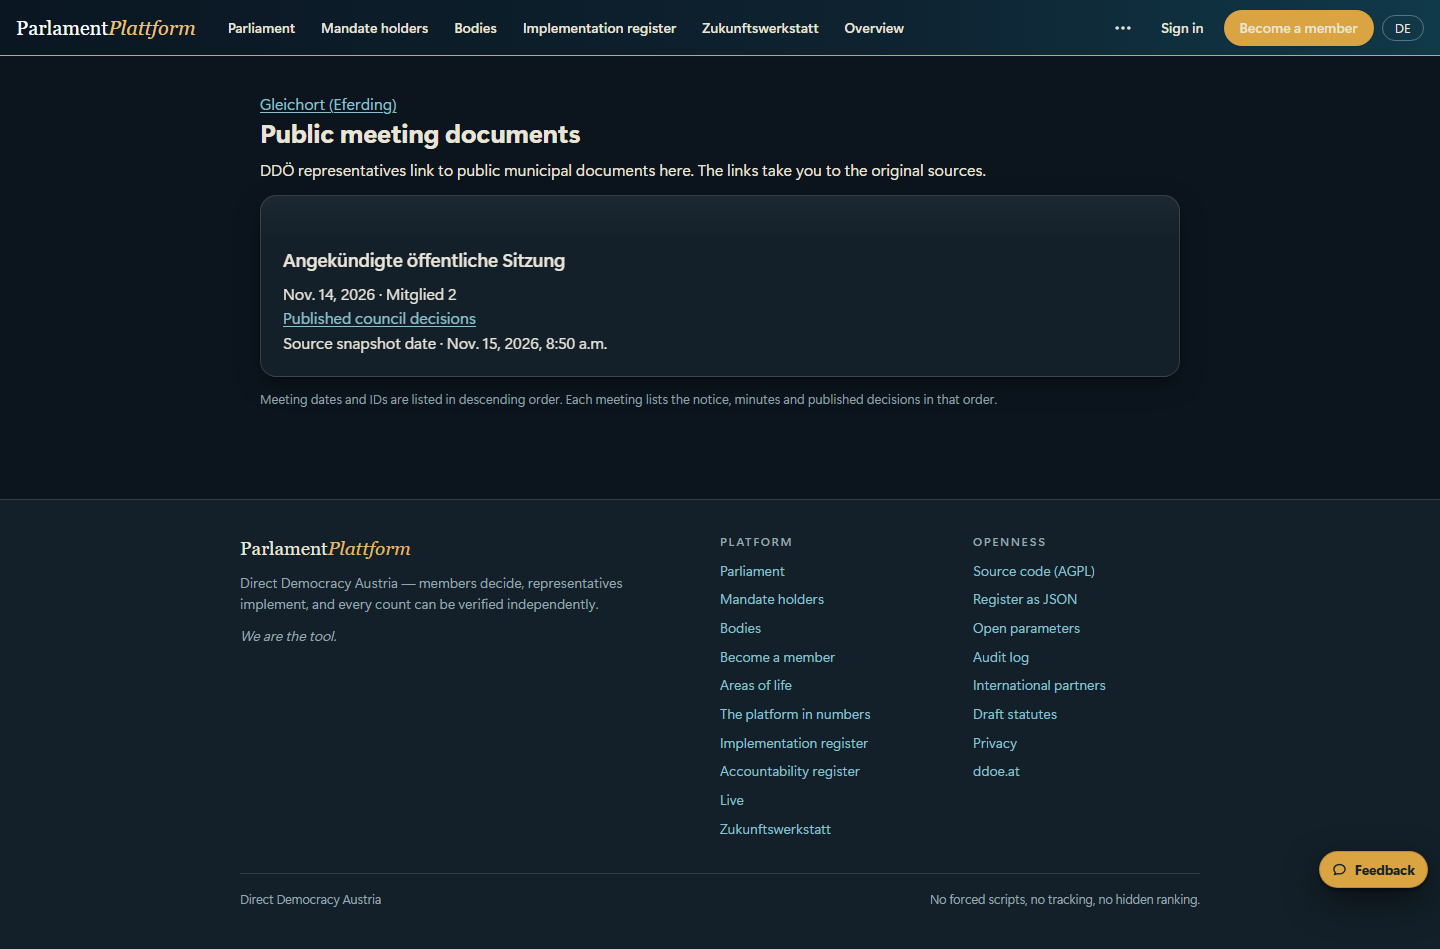 ParlamentPlattform
Parliament
Mandate holders
Bodies
Implementation register
Zukunftswerkstatt
Overview
Sign in
Become a member
DE
Gleichort (Eferding)
Public meeting documents
DDÖ representatives link to public municipal documents here. The links take you to the original sources.
Angekündigte öffentliche Sitzung
Nov. 14, 2026 · Mitglied 2
Published council decisions
Source snapshot date · Nov. 15, 2026, 8:50 a.m.
Meeting dates and IDs are listed in descending order. Each meeting lists the notice, minutes and published decisions in that order.
ParlamentPlattform
Direct Democracy Austria — members decide, representatives
implement, and every count can be verified independently.
We are the tool.
PLATFORM
Parliament
Mandate holders
Bodies
Become a member
Areas of life
The platform in numbers
Implementation register
Accountability register
Live
Zukunftswerkstatt
OPENNESS
Source code (AGPL)
Register as JSON
Open parameters
Audit log
International partners
Draft statutes
Privacy
ddoe.at
Feedback
Direct Democracy Austria
No forced scripts, no tracking, no hidden ranking.